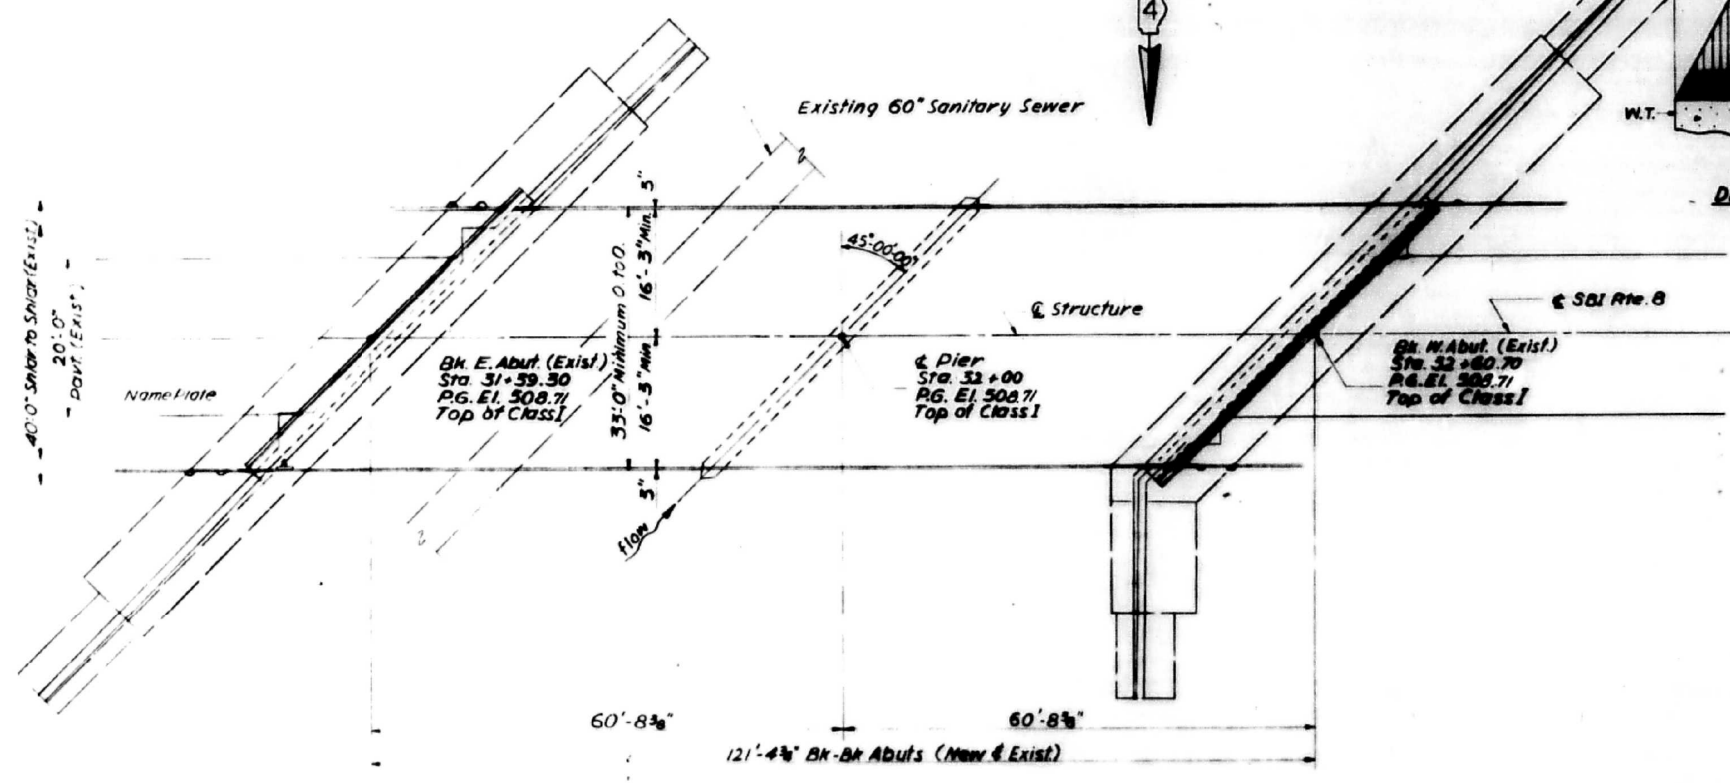 4
Existing 60" Sanitary Sewer
W.T.
40'-0" Shldr to Shldr (Exist.)
20'-0"
Pavt. (Exist.)
33'-0" Minimum O. to O.
3"
16'-3" Min.
16'-3" Min.
3"
45°-00'-00"
℄ Structure
℄ SBI Rte. 8
Name Plate
Bk. E. Abut. (Exist.)
Sta. 31+39.30
P.G. El. 508.71
Top of Class I
℄ Pier
Sta. 32+00
P.G. El. 508.71
Top of Class I
Bk. W. Abut. (Exist.)
Sta. 32+60.70
P.G. El. 508.71
Top of Class I
flow
60'-8⅜"
60'-8⅜"
121'-4¾" Bk-Bk Abuts (New & Exist.)